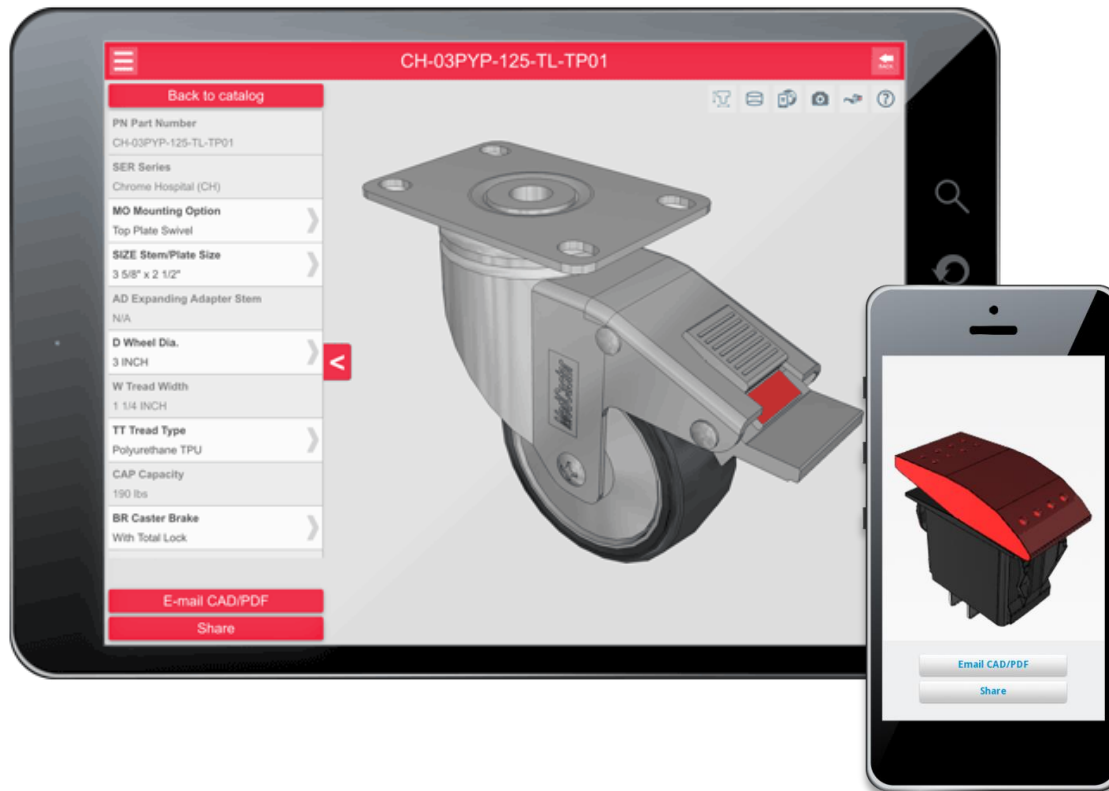 CH-03PYP-125-TL-TP01
BACK
Back to catalog
PN Part Number
CH-03PYP-125-TL-TP01
SER Series
Chrome Hospital (CH)
MO Mounting Option
Top Plate Swivel
SIZE Stem/Plate Size
3 5/8" x 2 1/2"
AD Expanding Adapter Stem
N/A
D Wheel Dia.
3 INCH
W Tread Width
1 1/4 INCH
TT Tread Type
Polyurethane TPU
CAP Capacity
190 lbs
BR Caster Brake
With Total Lock
E-mail CAD/PDF
Share
Email CAD/PDF
Share